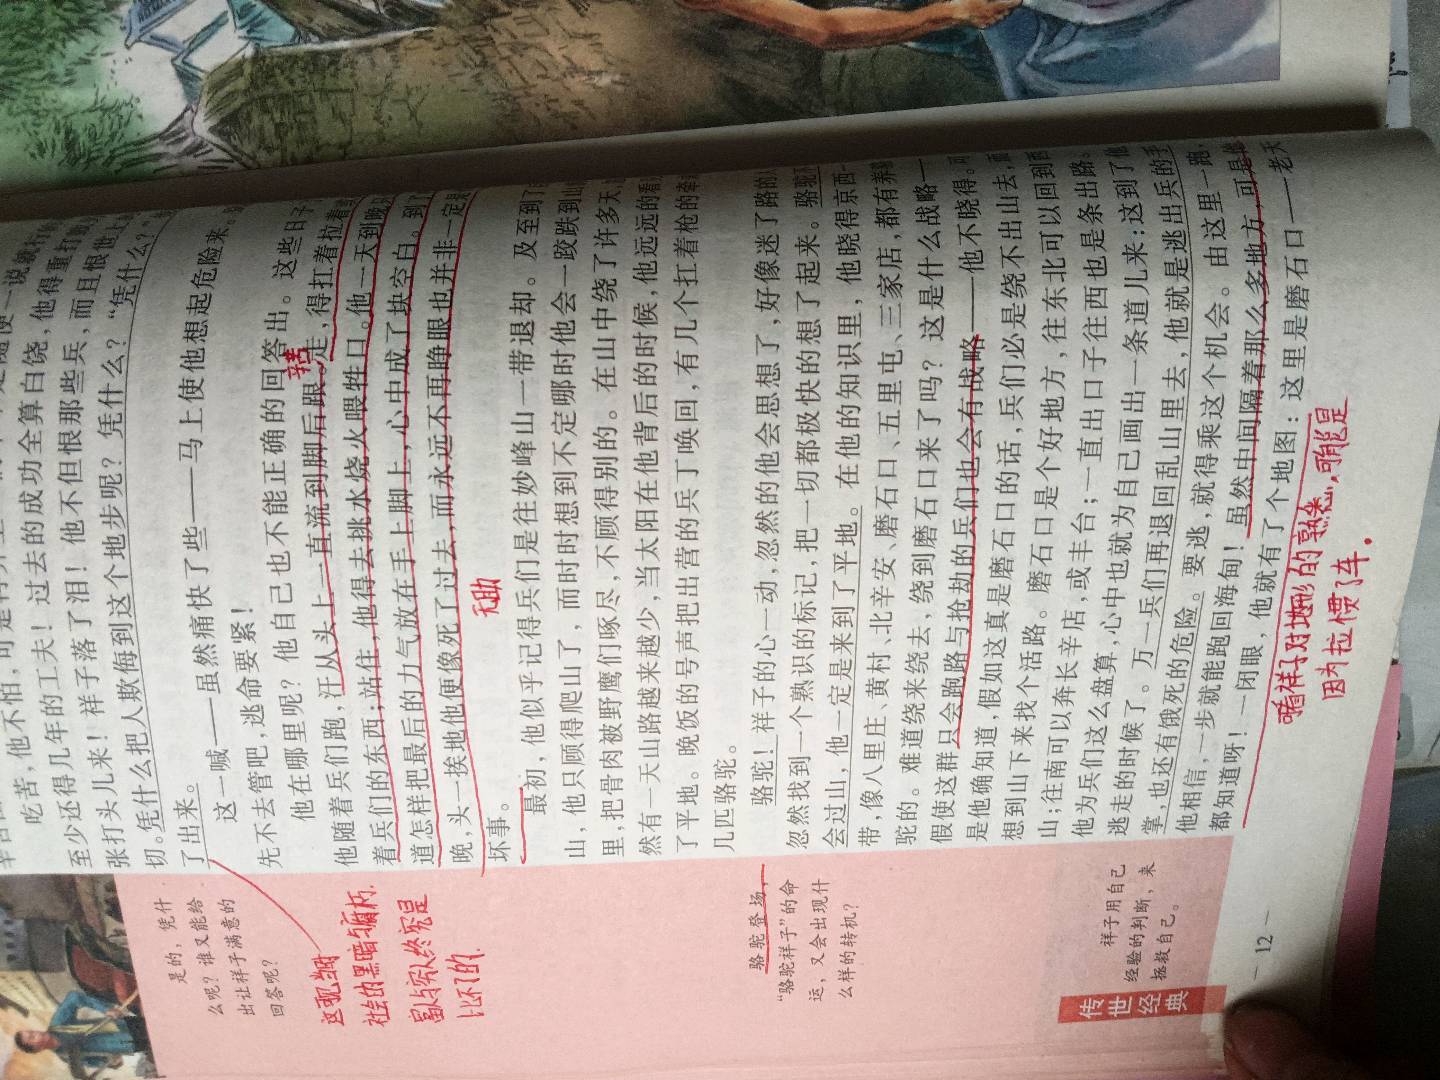 吃苦，他不怕，可是
至少还得几年的工夫！过去的成功全算白饶，他得重打鼓
张打头儿来！祥子落了泪！他不但恨那些兵，而且恨世上
切。凭什么把人欺侮到这个地步呢？凭什么？“凭什么？”
了出来。
这一喊——虽然痛快了些——马上使他想起危险来，
先不去管吧，逃命要紧！
他在哪里呢？他自己也不能正确的回答出。这些日子
他随着兵们跑，汗从头上一直流到脚后跟。走，得扛着拉着
着兵们的东西；站住，他得去挑水烧火喂牲口。他一天到晚只
道怎样把最后的力气放在手上脚上，心中成了块空白。到了
晚，头一挨地他便像死了过去，而永远不再睁眼也并非一定是
坏事。
最初，他似乎记得兵们是往妙峰山一带退却。及至到了
山，他只顾得爬山了，而时时想到不定哪时他会一跤跌到山
里，把骨肉被野鹰们啄尽，不顾得别的。在山中绕了许多天，
然有一天山路越来越少，当太阳在他背后的时候，他远远的看
了平地。晚饭的号声把出营的兵丁唤回，有几个扛着枪的牵
几匹骆驼。
骆驼！祥子的心一动，忽然的他会思想了，好像迷了路的
忽然找到一个熟识的标记，把一切都极快的想了起来。骆驼
会过山，他一定是来到了平地。在他的知识里，他晓得京西一
带，像八里庄、黄村、北辛安、磨石口、五里屯、三家店，都有养
驼的。难道绕来绕去，绕到磨石口来了吗？这是什么战略——
假使这群只会跑路与抢劫的兵们也会有战略——他不晓得。可
是他确知道，假如这真是磨石口的话，兵们必是绕不出山去，而
想到山下来找个活路。磨石口是个好地方，往东北可以回到西
山；往南可以奔长辛店，或丰台；一直出口子往西也是条出路。
他为兵们这么盘算，心中也就为自己画出一条道儿来：这到了他
逃走的时候了。万一兵们再退回乱山里去，他就是逃出兵的手
掌，也还有饿死的危险。要逃，就得乘这个机会。由这里一跑，
他相信，一步就能跑回海甸！虽然中间隔着那么多地方，可是他
都知道呀！一闭眼，他就有了个地图：这里是磨石口——老天
辛苦
无助
祥子对地形的熟悉，可能是
因为拉惯了车。
是的，凭什
么呢？谁又能给
出让祥子满意的
回答呢？
社会的黑暗与腐朽。
富人与穷人终究是
比不了的。
骆驼登场，
“骆驼祥子”的命
运，又会出现什
么样的转机？
祥子用自己
经验的判断，来
拯救自己。
传世
经典
— 12 —